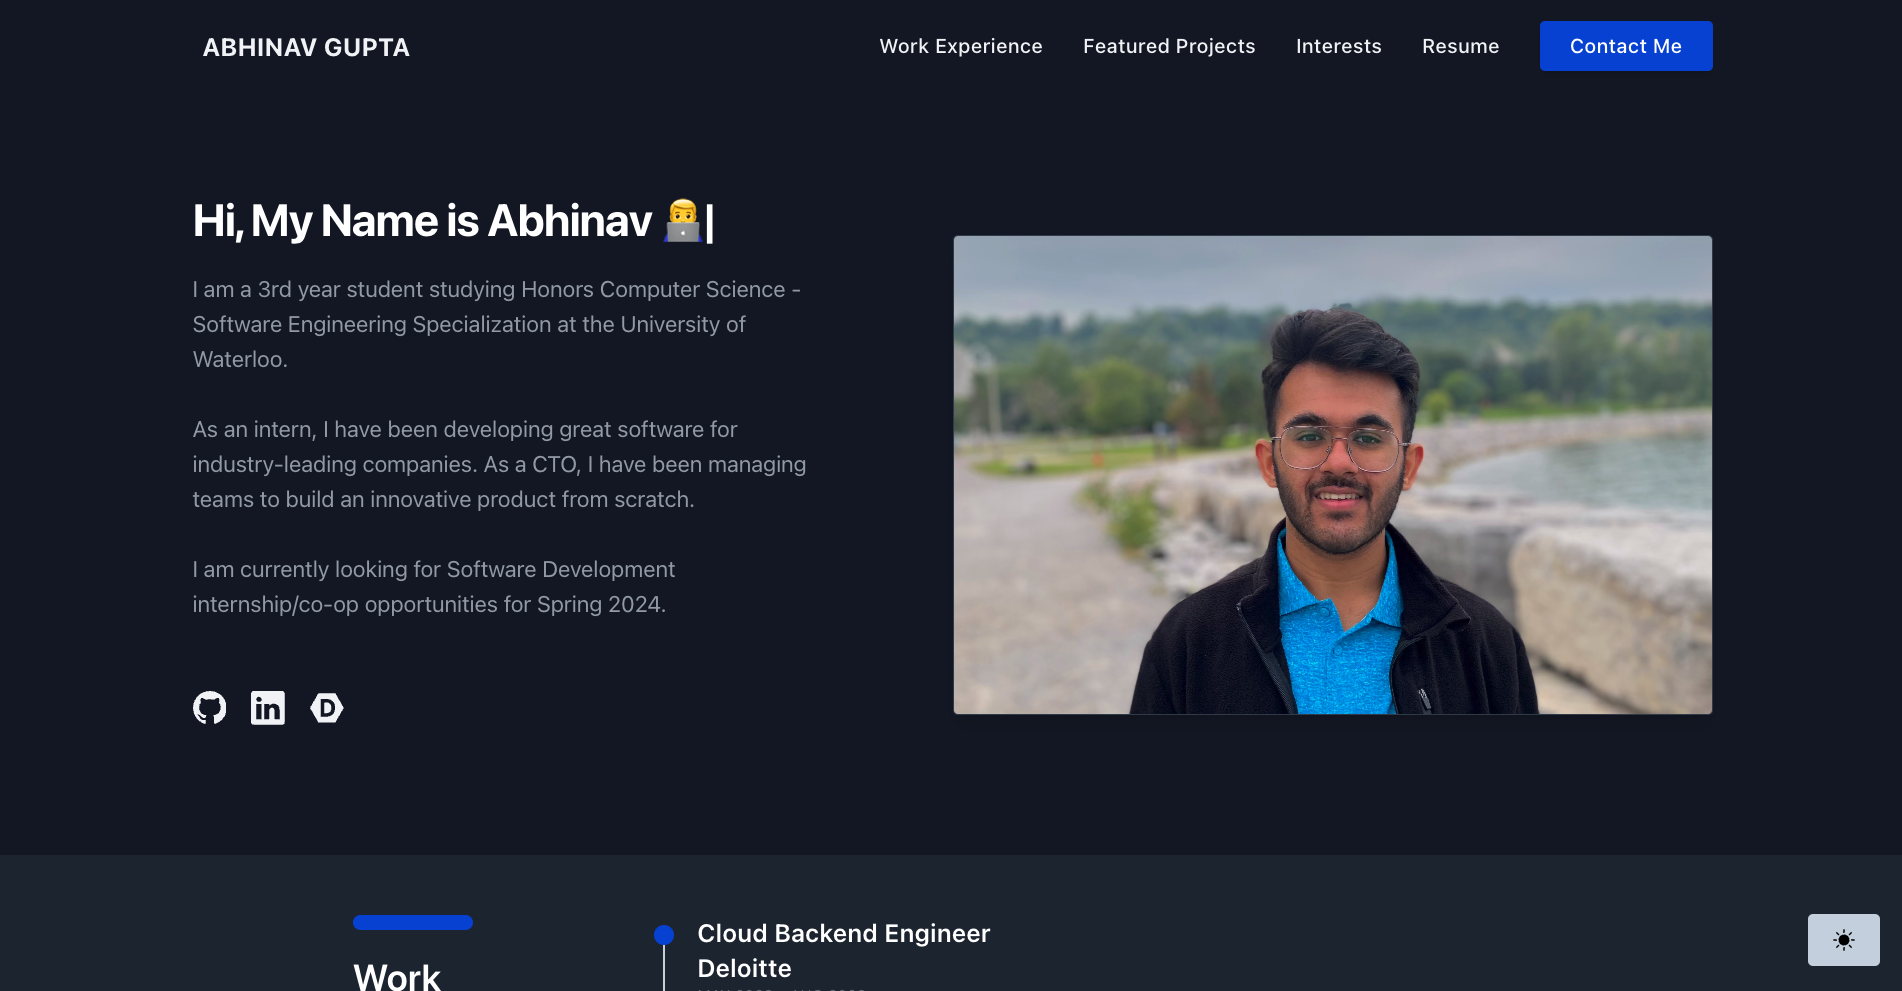 ABHINAV GUPTA
Work Experience Featured Projects Interests Resume Contact Me
Hi, My Name is Abhinav 👨‍💻|
I am a 3rd year student studying Honors Computer Science -
Software Engineering Specialization at the University of
Waterloo.
As an intern, I have been developing great software for
industry-leading companies. As a CTO, I have been managing
teams to build an innovative product from scratch.
I am currently looking for Software Development
internship/co-op opportunities for Spring 2024.
in D
Work
Cloud Backend Engineer
Deloitte